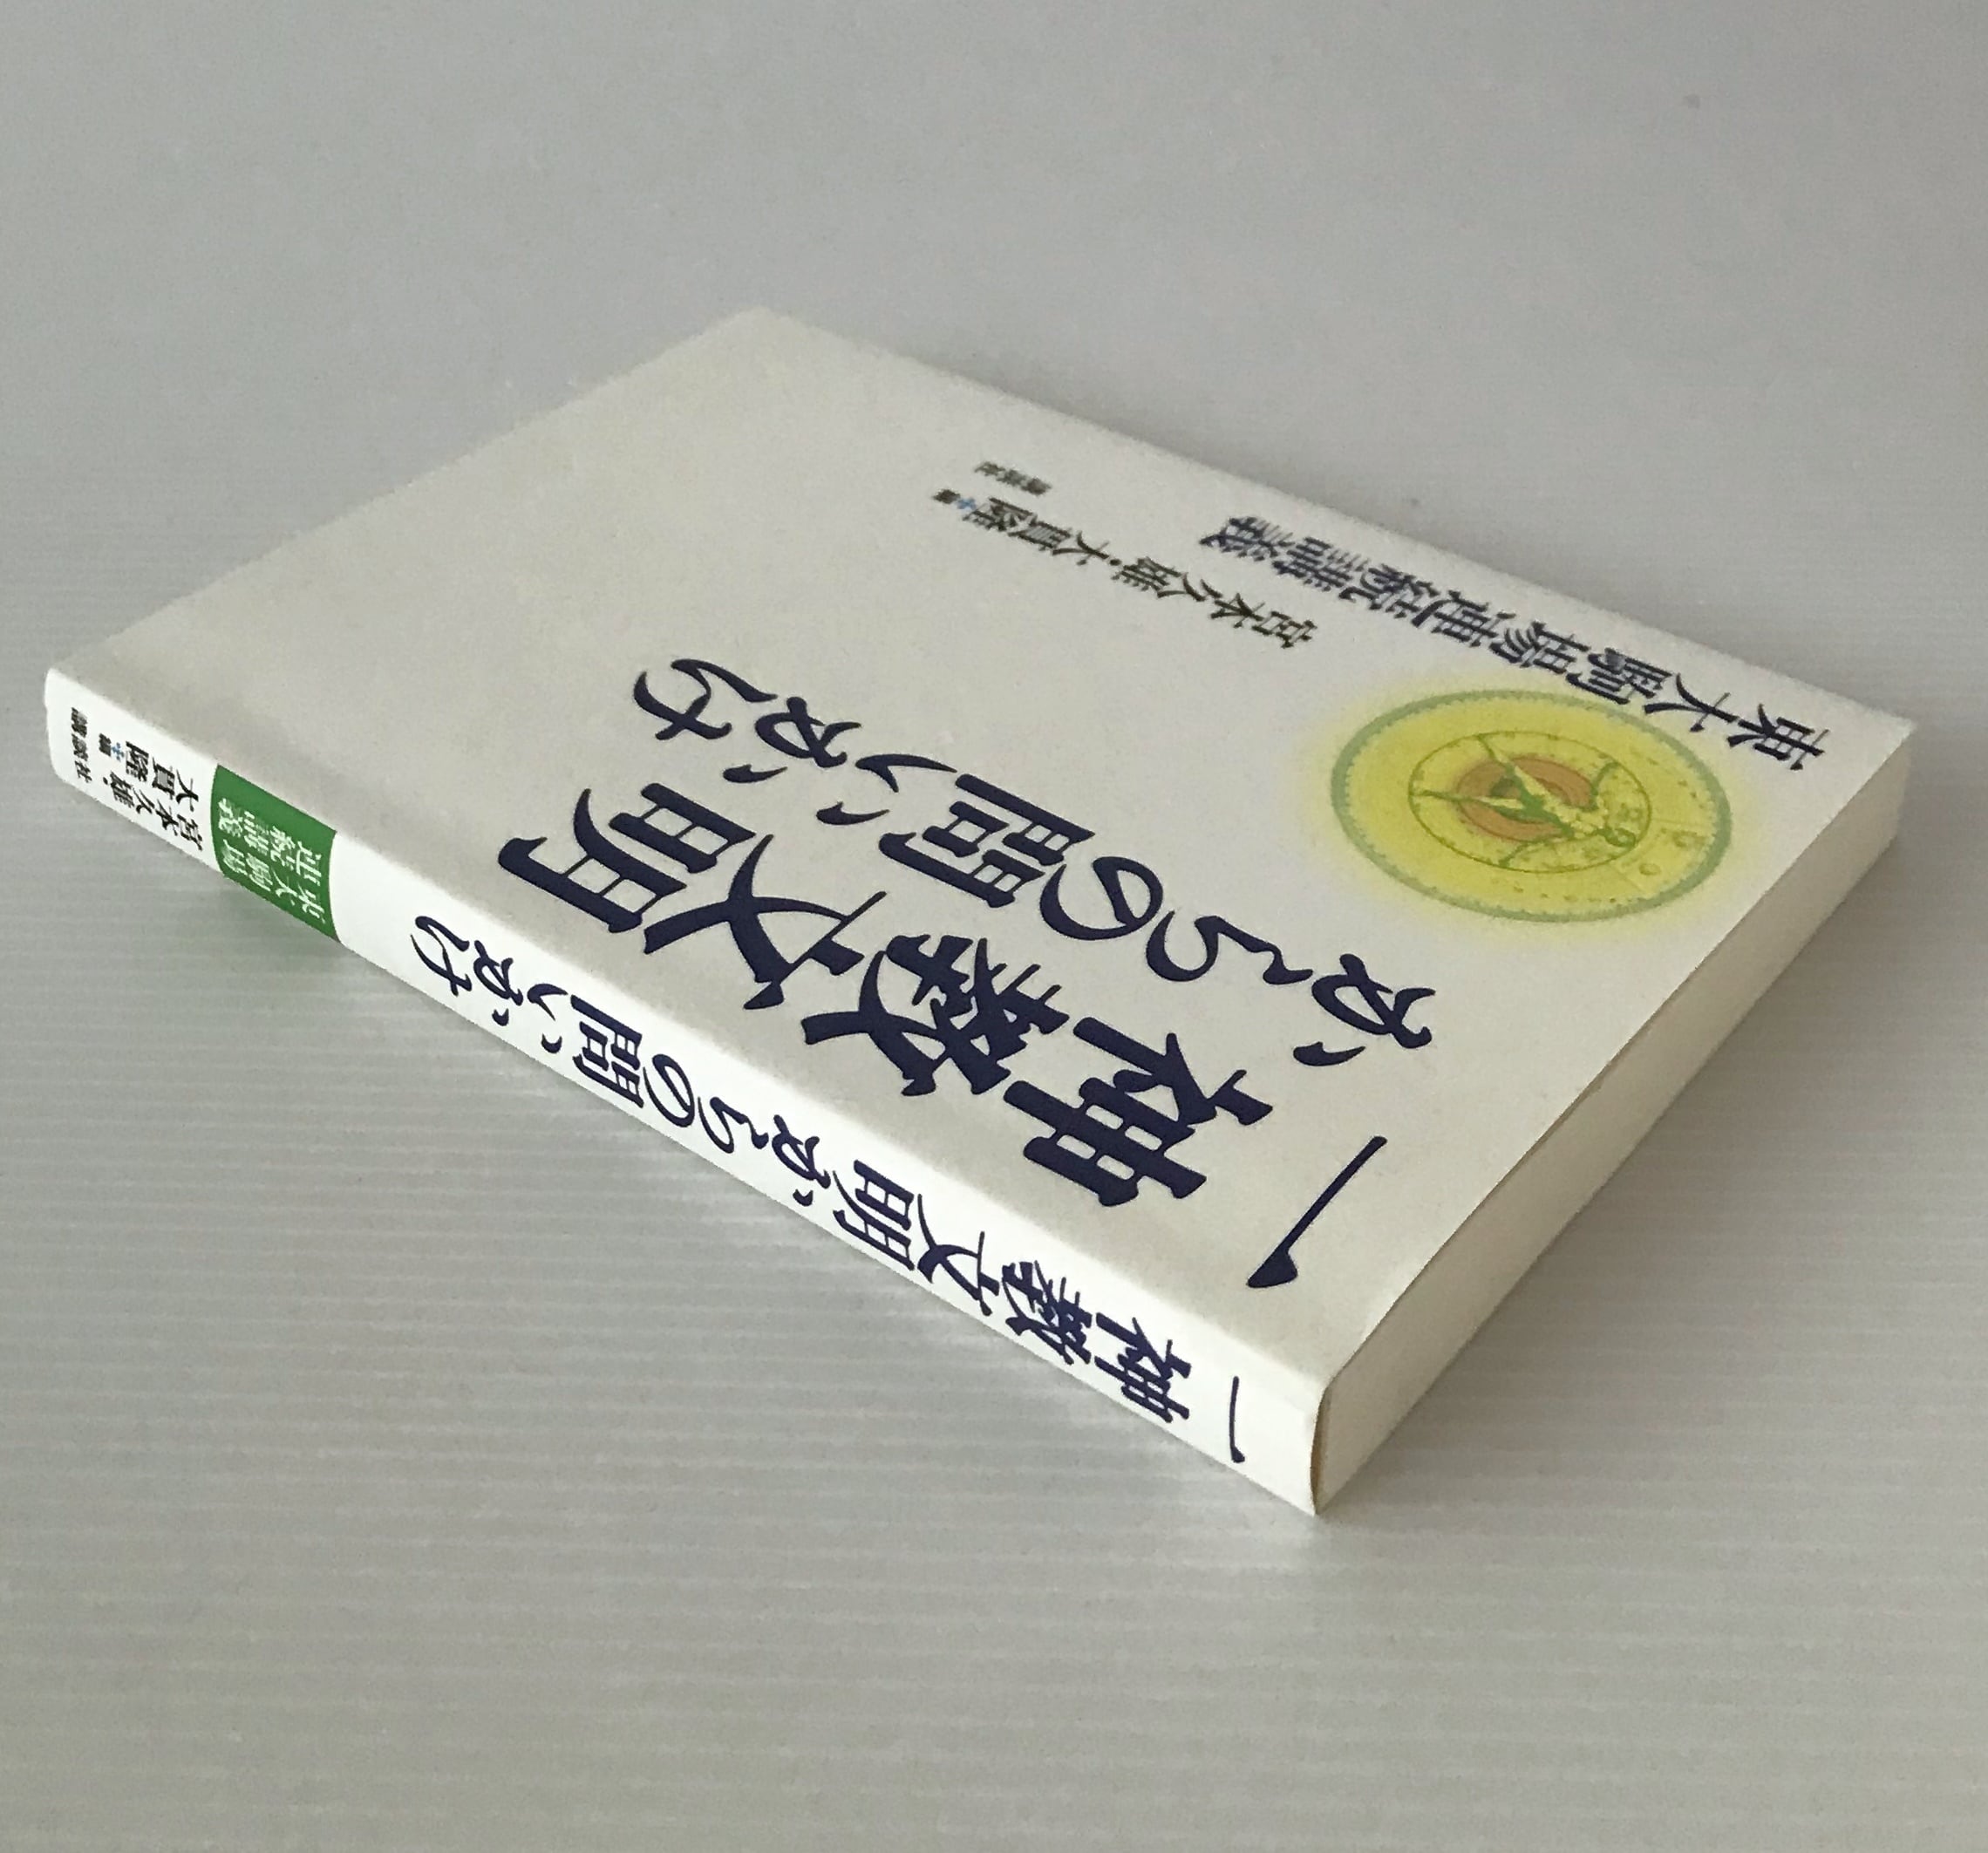 東大駒場連続講義
一神教文明
からの問いかけ
宮本久雄・大貫隆＋編
講談社
一神教文明からの問いかけ
東大駒場
連続講義
宮本久雄・
大貫 隆＋編
講談社